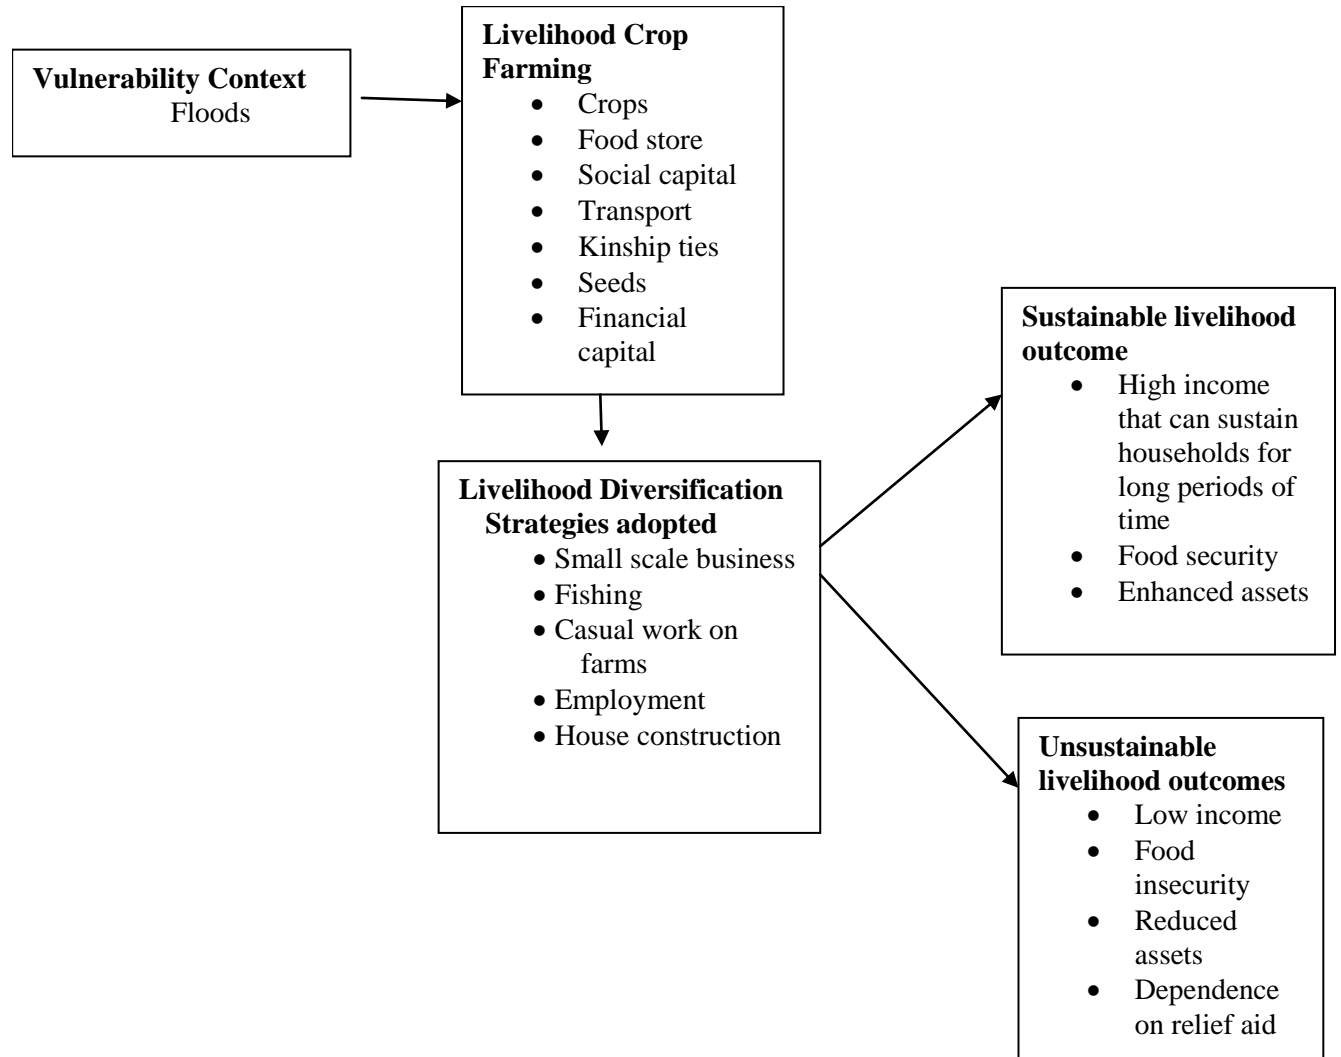 Vulnerability Context
Floods
Livelihood Crop
Farming
• Crops
• Food store
• Social capital
• Transport
• Kinship ties
• Seeds
• Financial
capital
Livelihood Diversification
Strategies adopted
• Small scale business
• Fishing
• Casual work on
farms
• Employment
• House construction
Sustainable livelihood
outcome
• High income
that can sustain
households for
long periods of
time
• Food security
• Enhanced assets
Unsustainable
livelihood outcomes
• Low income
• Food
insecurity
• Reduced
assets
• Dependence
on relief aid